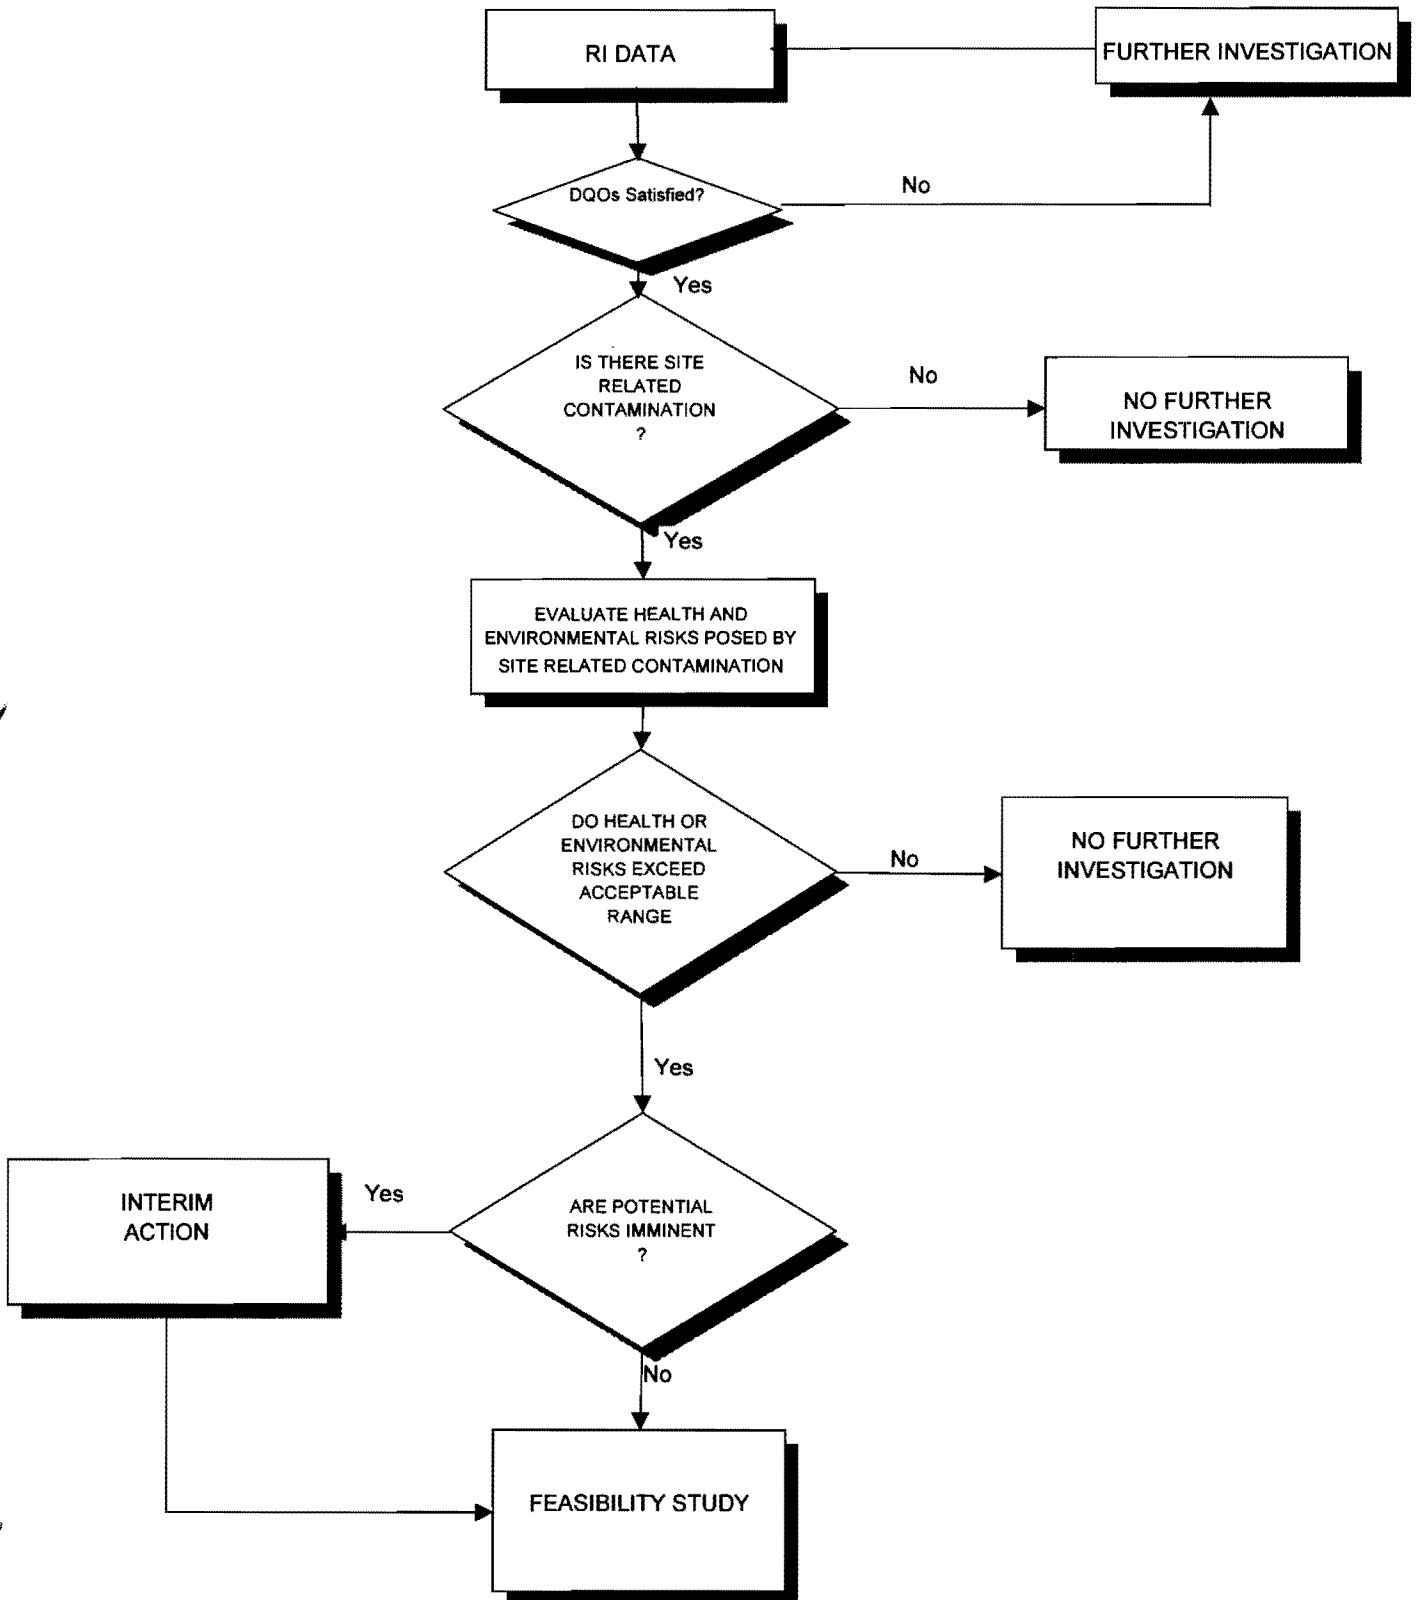 RI DATA
FURTHER INVESTIGATION
DQOs Satisfied?
No
Yes
IS THERE SITE
RELATED
CONTAMINATION
?
No
NO FURTHER
INVESTIGATION
Yes
EVALUATE HEALTH AND
ENVIRONMENTAL RISKS POSED BY
SITE RELATED CONTAMINATION
DO HEALTH OR
ENVIRONMENTAL
RISKS EXCEED
ACCEPTABLE
RANGE
No
NO FURTHER
INVESTIGATION
Yes
ARE POTENTIAL
RISKS IMMINENT
?
Yes
INTERIM
ACTION
No
FEASIBILITY STUDY